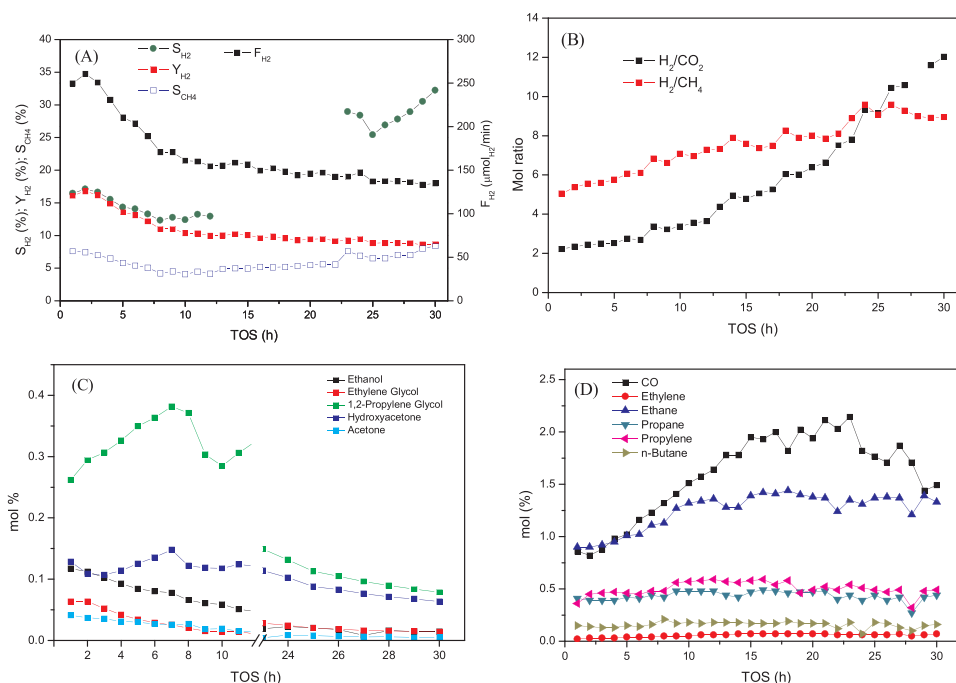 (A)
S_H2
Y_H2
S_CH4
F_H2
S_H2 (%); Y_H2 (%); S_CH4 (%)
40
35
30
25
20
15
10
5
0
0 5 10 15 20 25 30
TOS (h)
300
250
200
150
100
50
0
F_H2 (μmol_H2/min)
(B)
H2/CO2
H2/CH4
Mol ratio
14
12
10
8
6
4
2
0
0 5 10 15 20 25 30
TOS (h)
(C)
Ethanol
Ethylene Glycol
1,2-Propylene Glycol
Hydroxyacetone
Acetone
mol %
0.4
0.3
0.2
0.1
0.0
2 4 6 8 10 24 26 28 30
TOS (h)
(D)
CO
Ethylene
Ethane
Propane
Propylene
n-Butane
mol (%)
2.5
2.0
1.5
1.0
0.5
0.0
0 5 10 15 20 25 30
TOS (h)